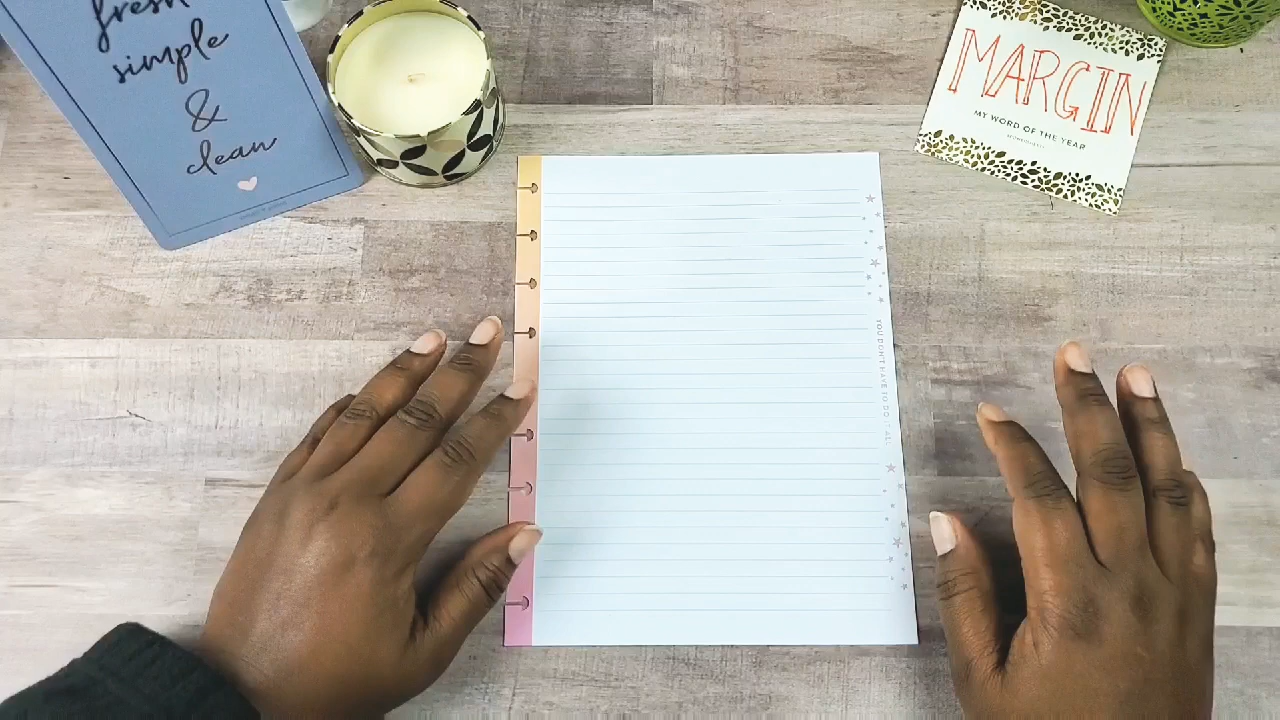 fresh
simple
&
clean
MARGIN
MY WORD OF THE YEAR
YOU DON'T HAVE TO DO IT ALL